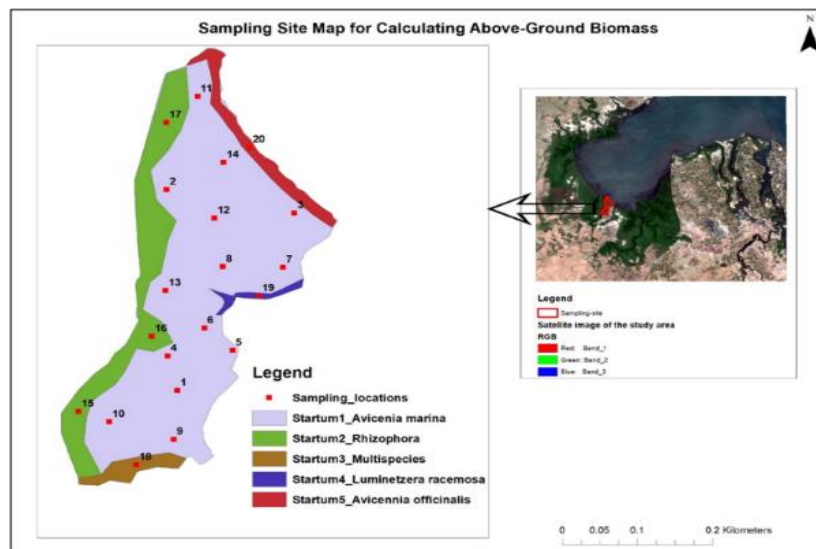 Sampling Site Map for Calculating Above-Ground Biomass
N
11
17
20
14
2
3
12
8
7
13
19
6
16
5
4
1
15
10
9
18
Legend
Sampling_locations
Starum1_Avicenia marina
Startum2_Rhizophora
Startum3_Multispecies
Startum4_Luminetzera racemosa
Startum5_Avicennia officinalis
Legend
Sampling-site
Satellite image of the study area
RGB
Red: Band_1
Green: Band_2
Blue: Band_3
0 0.05 0.1 0.2 Kilometers